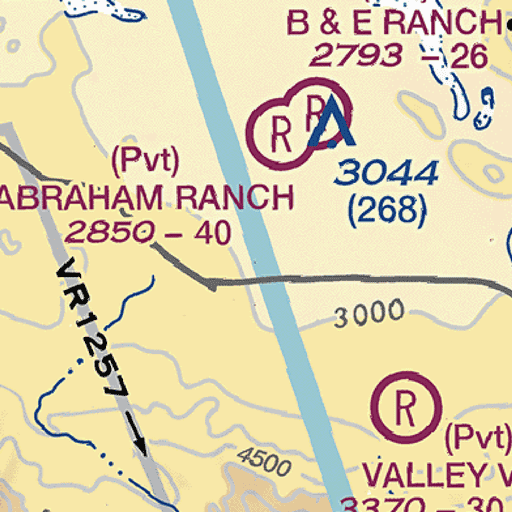 B & E RANCH
2793 - 26
R
R
3044
(268)
(Pvt)
ABRAHAM RANCH
2850 - 40
VR1257
3000
R
(Pvt)
VALLEY V
4500
3370 - 30